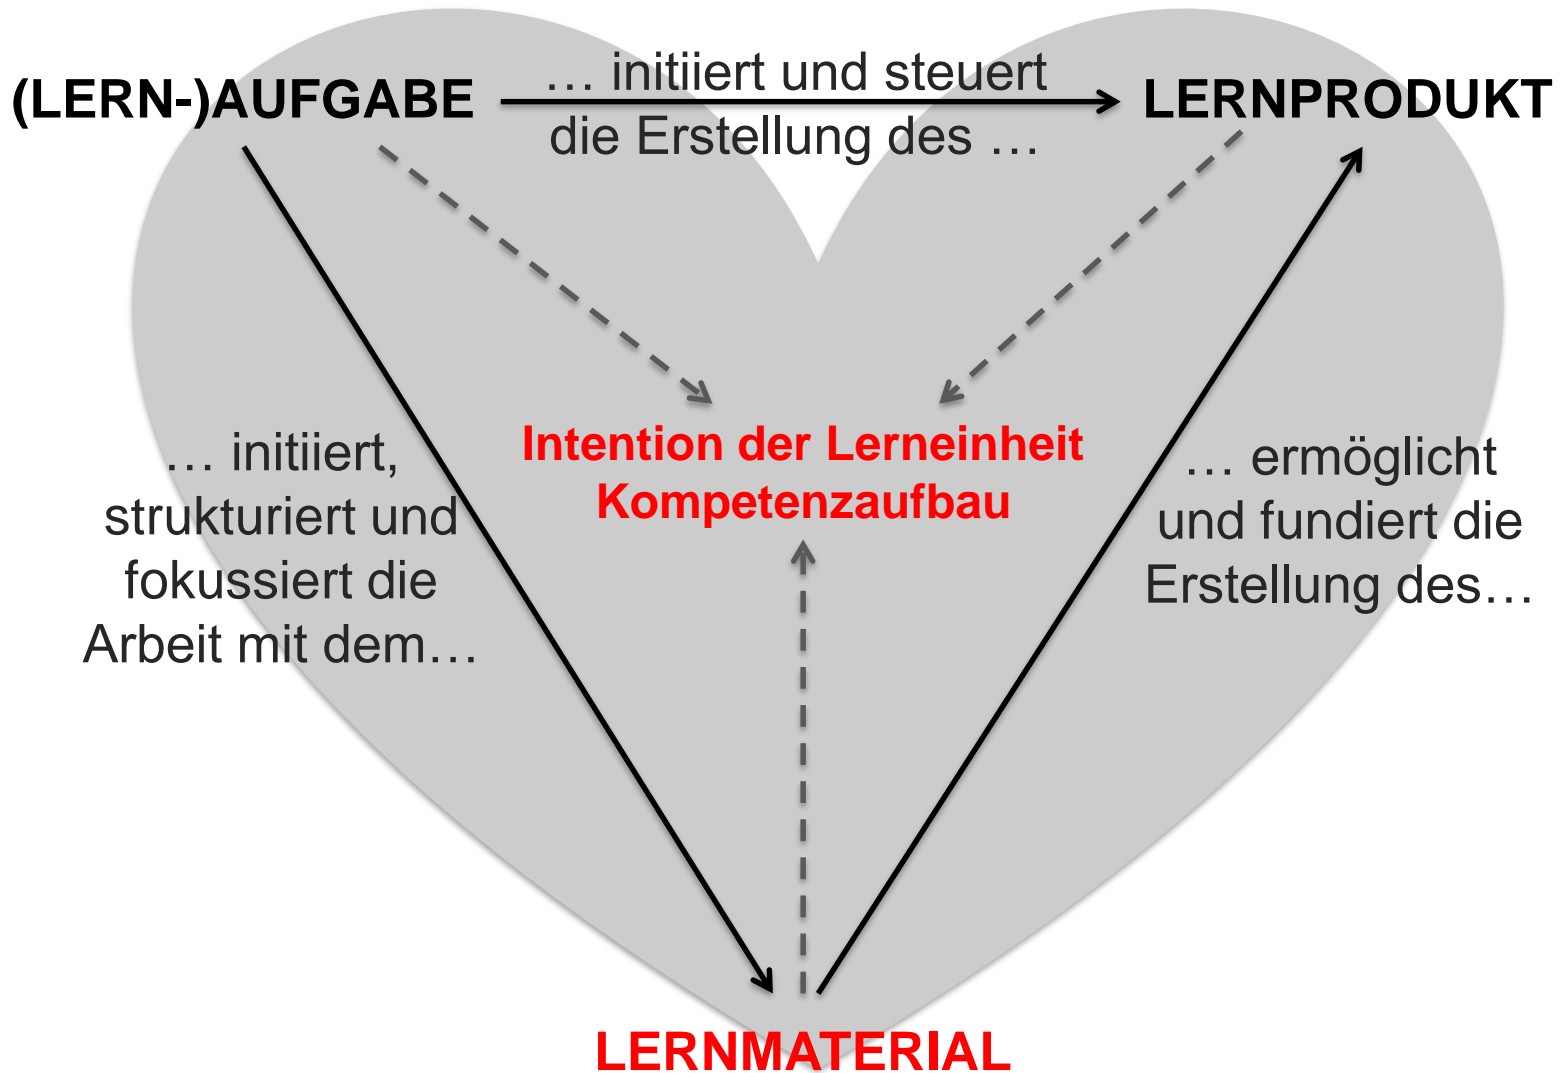 (LERN-)AUFGABE
… initiiert und steuert
die Erstellung des …
LERNPRODUKT
… initiiert,
strukturiert und
fokussiert die
Arbeit mit dem…
Intention der Lerneinheit
Kompetenzaufbau
… ermöglicht
und fundiert die
Erstellung des…
LERNMATERIAL